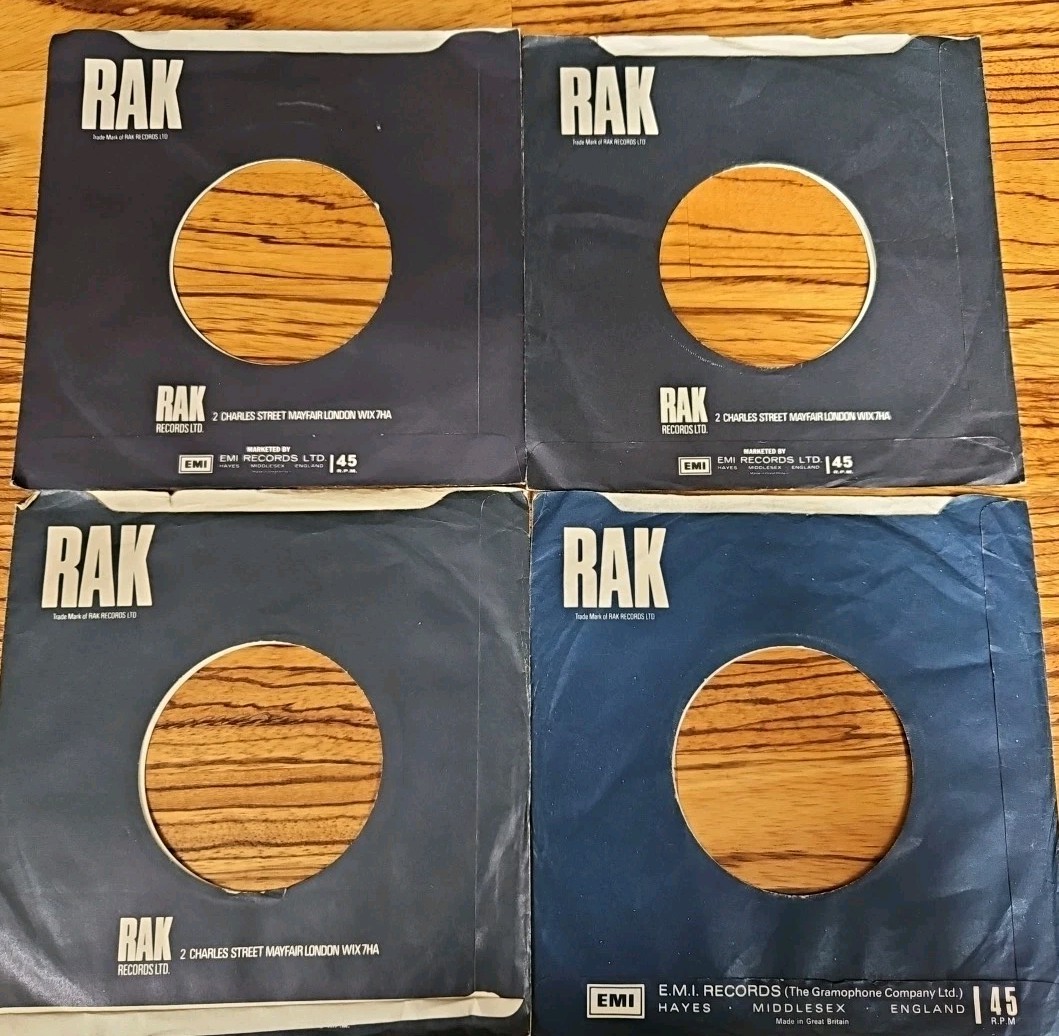 RAK
Trade Mark of RAK RECORDS LTD
RAK
RECORDS LTD.
2 CHARLES STREET MAYFAIR LONDON WIX 7HA
MARKETED BY
EMI
EMI RECORDS LTD.
HAYES MIDDLESEX ENGLAND
45
R.P.M.
RAK
Trade Mark of RAK RECORDS LTD
RAK
RECORDS LTD.
2 CHARLES STREET MAYFAIR LONDON WIX 7HA
MARKETED BY
EMI
EMI RECORDS LTD.
HAYES MIDDLESEX ENGLAND
45
R.P.M.
RAK
Trade Mark of RAK RECORDS LTD
RAK
RECORDS LTD.
2 CHARLES STREET MAYFAIR LONDON WIX 7HA
RAK
Trade Mark of RAK RECORDS LTD
EMI
E.M.I. RECORDS (The Gramophone Company Ltd.)
HAYES · MIDDLESEX · ENGLAND
Made in Great Britain
45
R.P.M